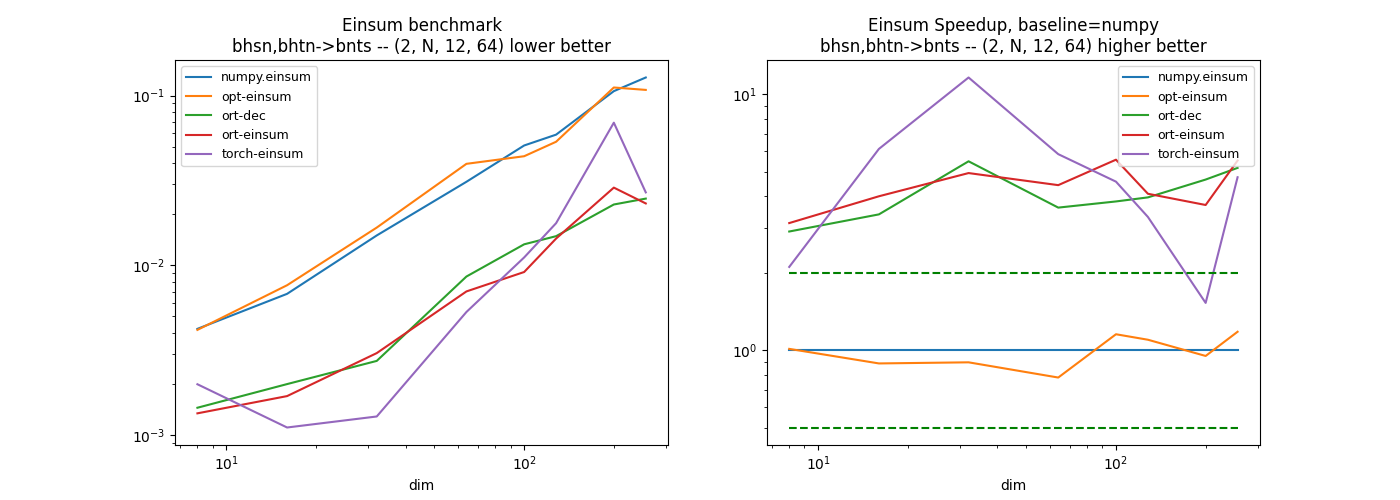 Einsum benchmark
bhsn,bhtn->bnts -- (2, N, 12, 64) lower better
numpy.einsum
opt-einsum
ort-dec
ort-einsum
torch-einsum
10⁻¹
10⁻²
10⁻³
10¹
10²
dim
Einsum Speedup, baseline=numpy
bhsn,bhtn->bnts -- (2, N, 12, 64) higher better
numpy.einsum
opt-einsum
ort-dec
ort-einsum
torch-einsum
10¹
10⁰
10¹
10²
dim